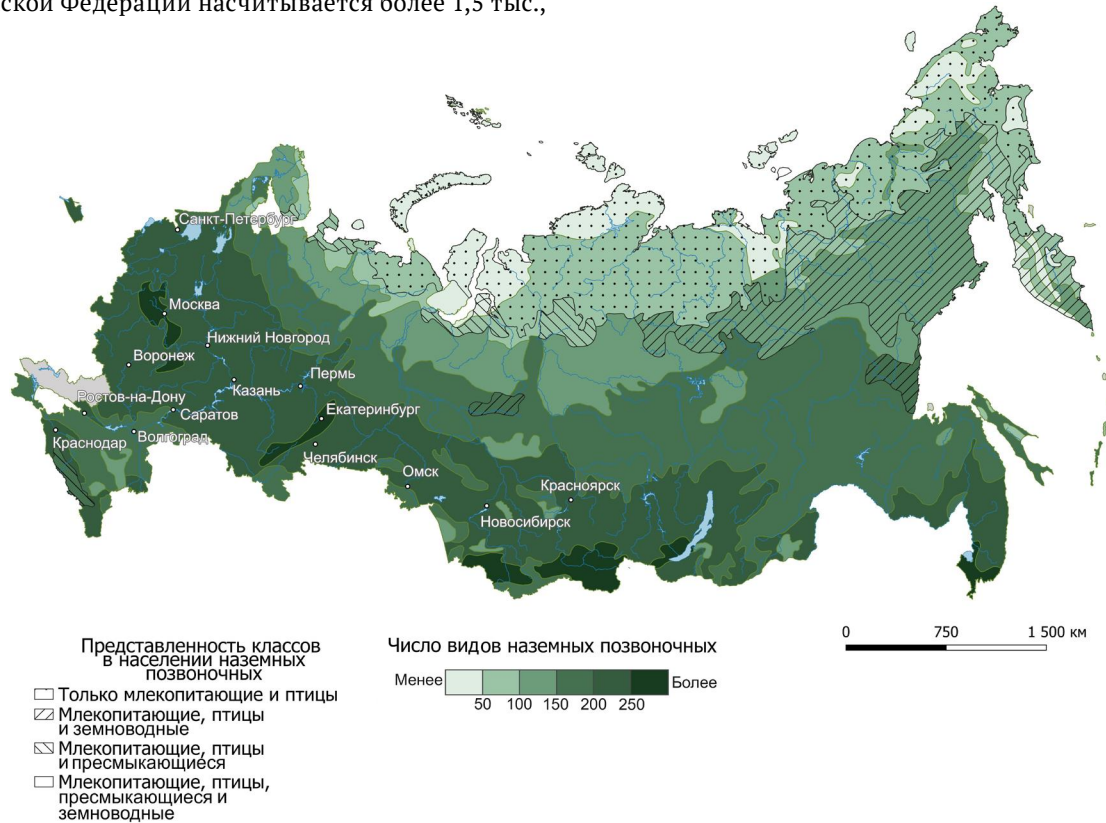 ской Федерации насчитывается более 1,5 тыс.,
Санкт-Петербург
Москва
Нижний Новгород
Воронеж
Пермь
Казань
Ростов-на-Дону
Екатеринбург
Саратов
Краснодар
Волгоград
Челябинск
Омск
Красноярск
Новосибирск
Представленность классов
в населении наземных
позвоночных
Только млекопитающие и птицы
Млекопитающие, птицы
и земноводные
Млекопитающие, птицы
и пресмыкающиеся
Млекопитающие, птицы,
пресмыкающиеся и
земноводные
Число видов наземных позвоночных
Менее
Более
50 100 150 200 250
0 750 1 500 км